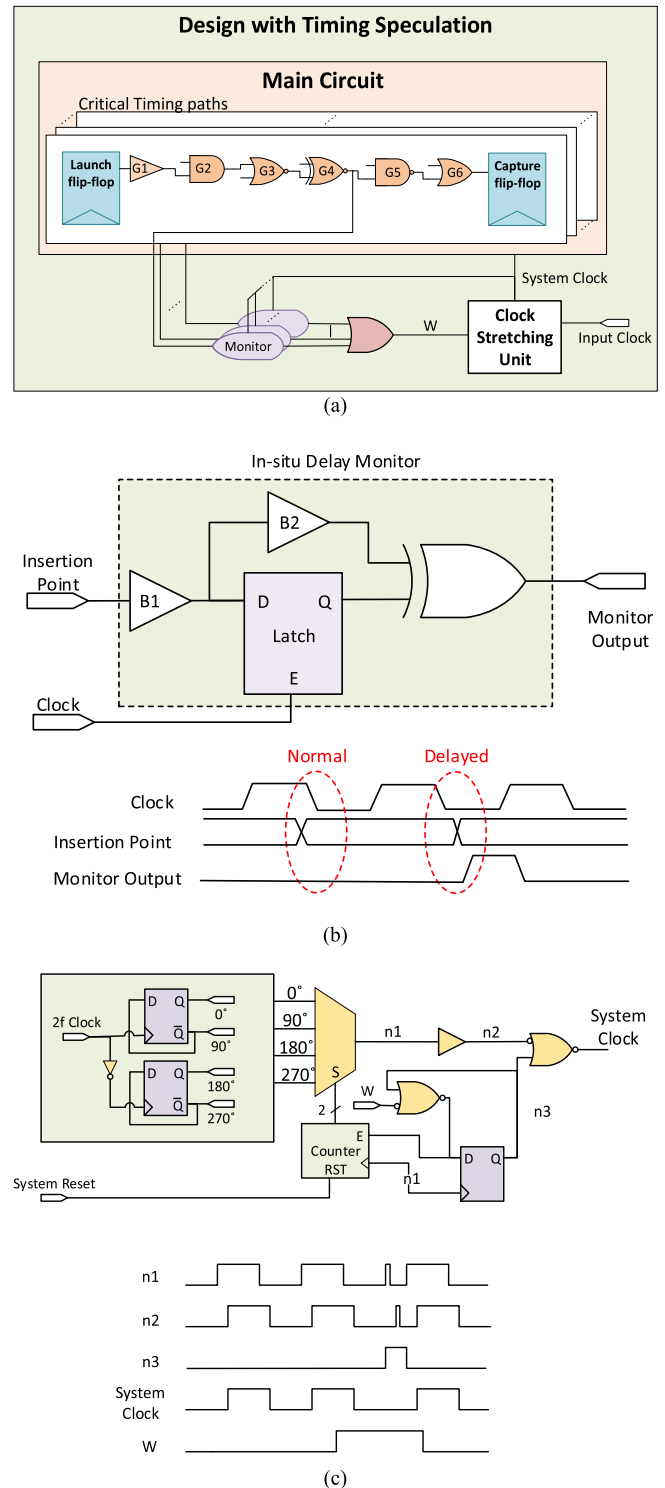 Design with Timing Speculation
Main Circuit
Critical Timing paths
Launch
flip-flop
G1
G2
G3
G4
G5
G6
Capture
flip-flop
System Clock
Monitor
W
Clock
Stretching
Unit
Input Clock
(a)
In-situ Delay Monitor
B2
Insertion
Point
B1
D
Q
Latch
E
Monitor
Output
Clock
Normal
Delayed
Clock
Insertion Point
Monitor Output
(b)
2f Clock
D
Q
Q̅
0˚
90˚
D
Q
Q̅
180˚
270˚
0˚
90˚
180˚
270˚
S
2
n1
n2
System
Clock
W
n3
E
Counter
RST
n1
D
Q
System Reset
n1
n2
n3
System
Clock
W
(c)